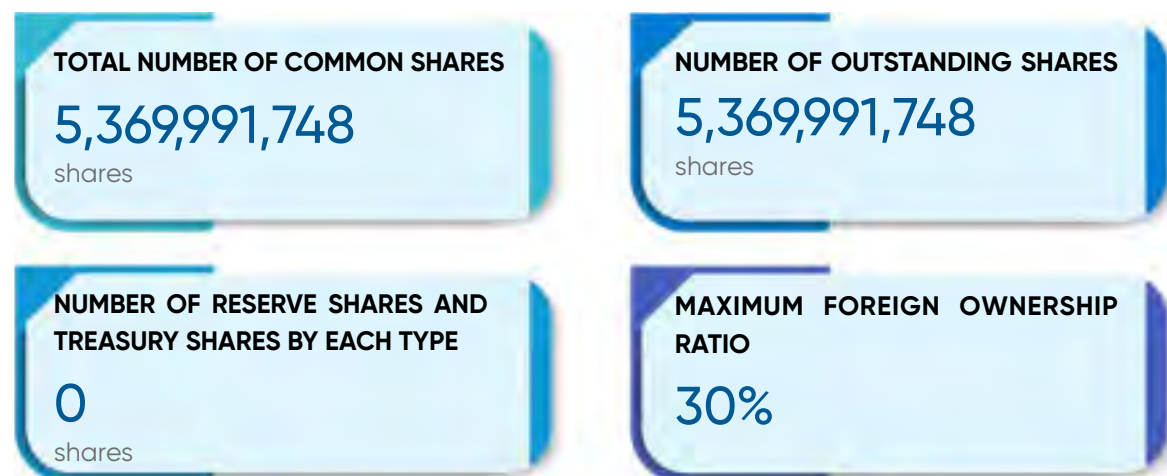 TOTAL NUMBER OF COMMON SHARES
5,369,991,748
shares
NUMBER OF OUTSTANDING SHARES
5,369,991,748
shares
NUMBER OF RESERVE SHARES AND
TREASURY SHARES BY EACH TYPE
0
shares
MAXIMUM FOREIGN OWNERSHIP
RATIO
30%